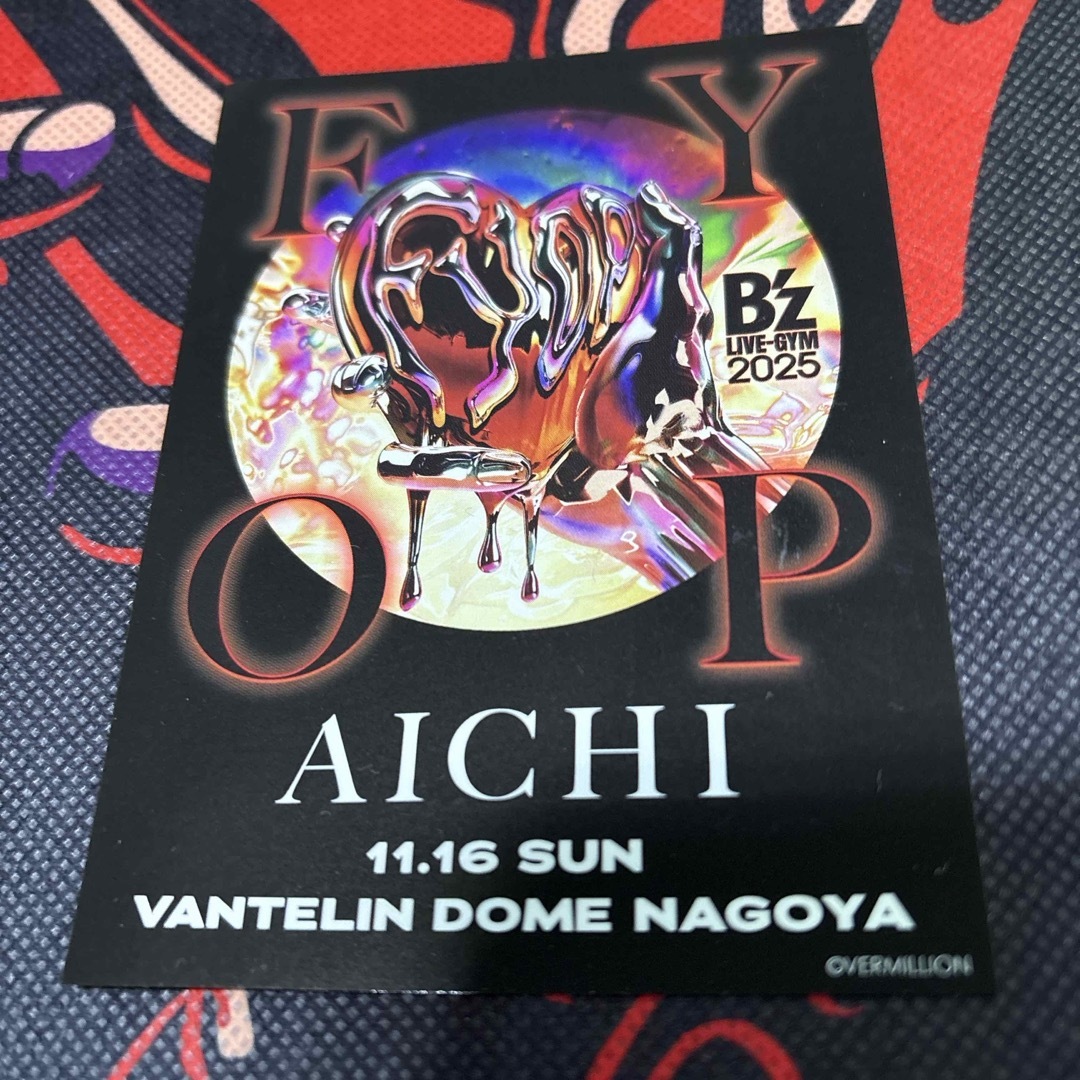 F Y
FYOP
B'z
LIVE-GYM
2025
O P
AICHI
11.16 SUN
VANTELIN DOME NAGOYA
©VERMILLION